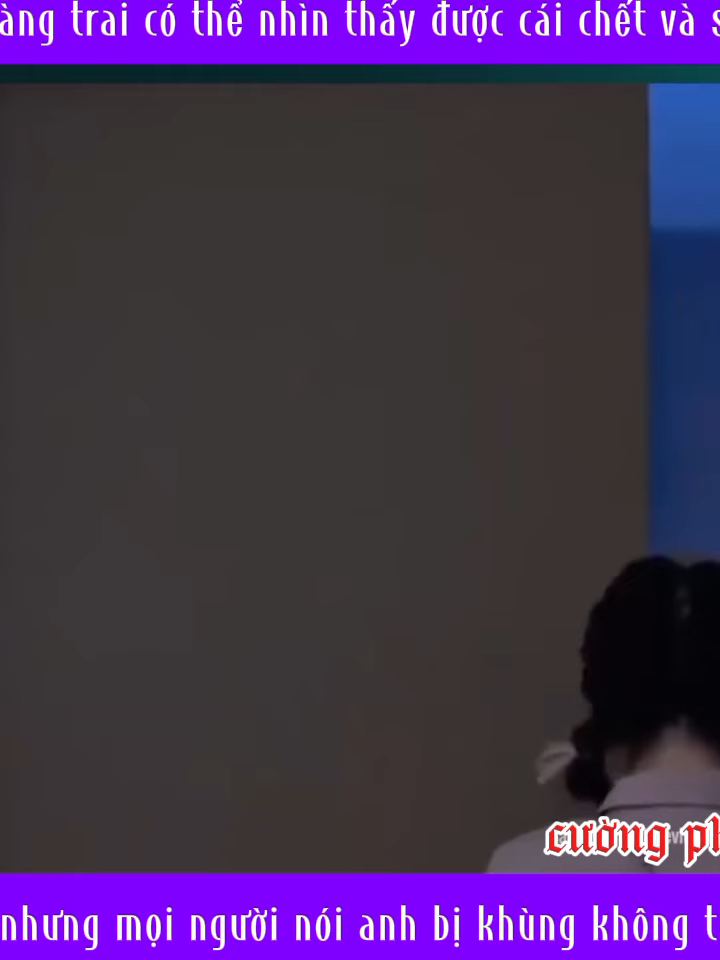 àng trai có thể nhìn thấy được cái chết và s
cường ph
nhưng mọi người nói anh bị khùng không t